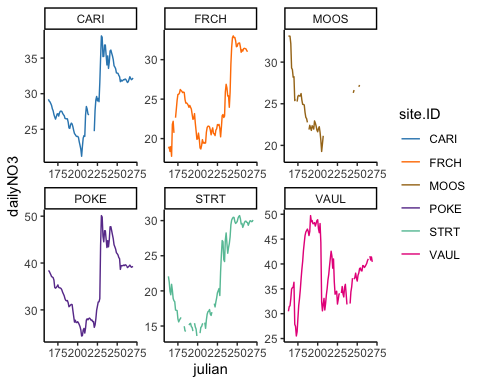 CARI FRCH MOOS
35
30
25
30
25
20
30
25
20
175200225250275 175200225250275 175200225250275
POKE STRT VAUL
50
40
30
30
25
20
15
50
45
40
35
30
25
175200225250275 175200225250275 175200225250275
julian
dailyNO3
site.ID
CARI
FRCH
MOOS
POKE
STRT
VAUL